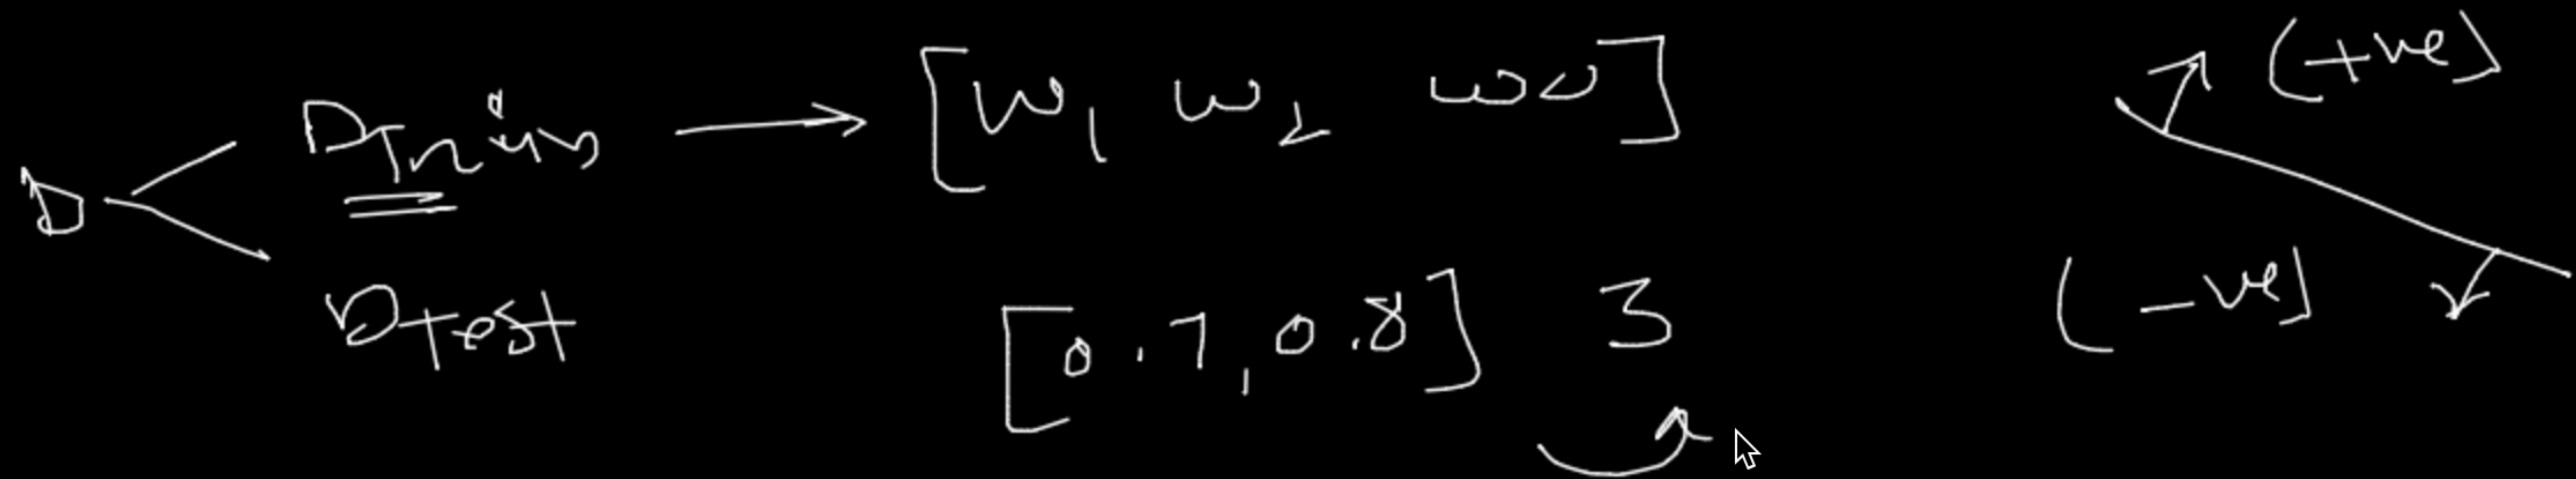 D
DTrain
[w₁ w₂ w0]
(+ve)
DTest
[0.7,0.8] 3
(-ve)